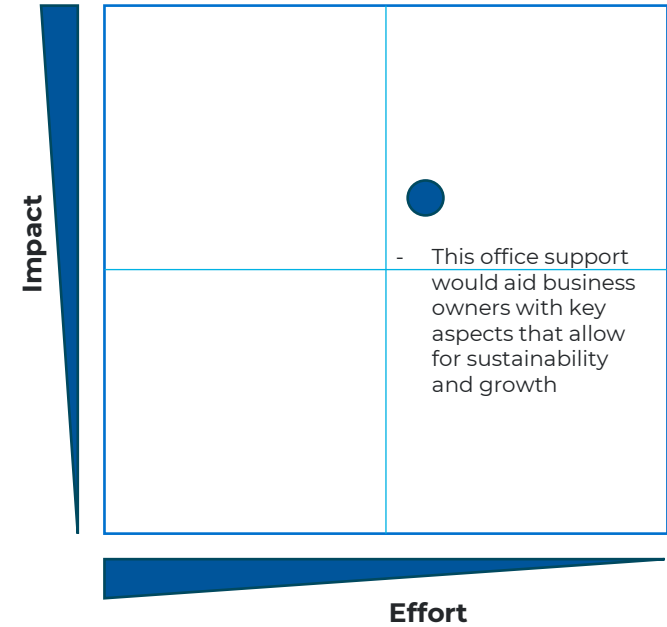 Impact
- This office support
would aid business
owners with key
aspects that allow
for sustainability
and growth
Effort